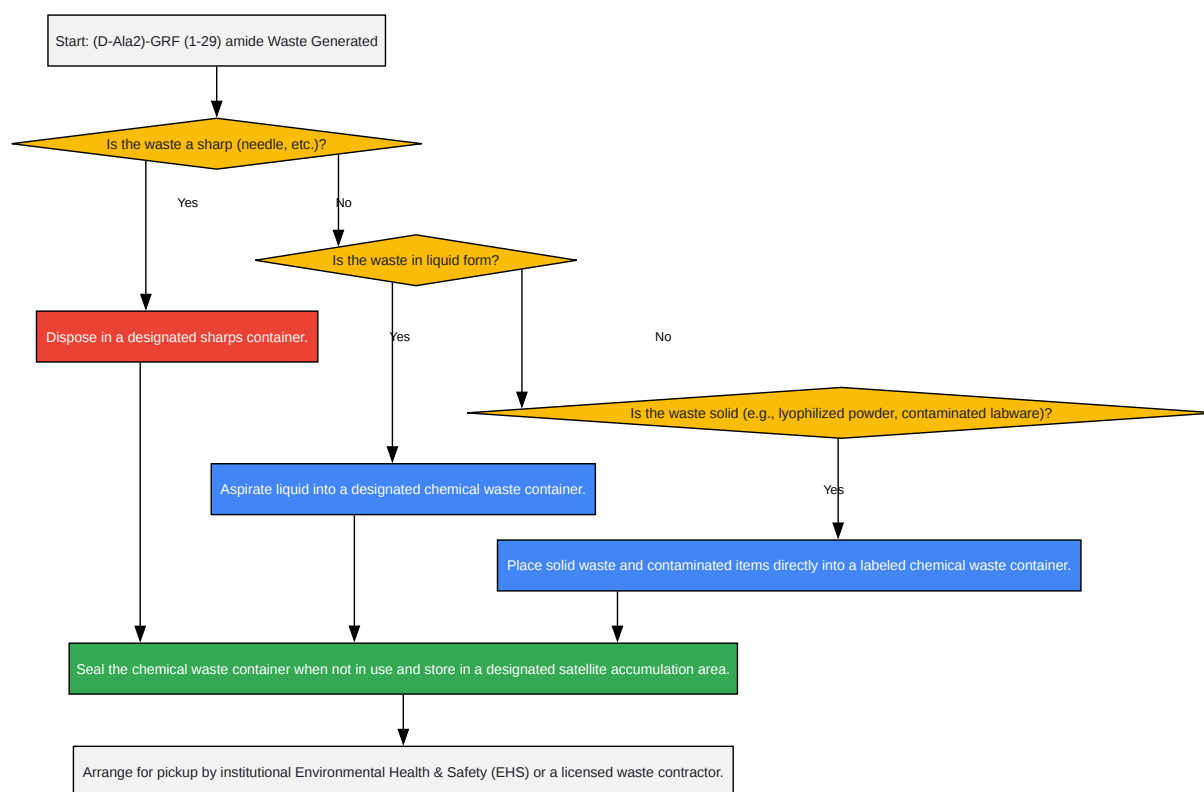 Start: (D-Ala2)-GRF (1-29) amide Waste Generated
Is the waste a sharp (needle, etc.)?
Yes
No
Is the waste in liquid form?
Dispose in a designated sharps container.
Yes
No
Is the waste solid (e.g., lyophilized powder, contaminated labware)?
Aspirate liquid into a designated chemical waste container.
Yes
Place solid waste and contaminated items directly into a labeled chemical waste container.
Seal the chemical waste container when not in use and store in a designated satellite accumulation area.
Arrange for pickup by institutional Environmental Health & Safety (EHS) or a licensed waste contractor.